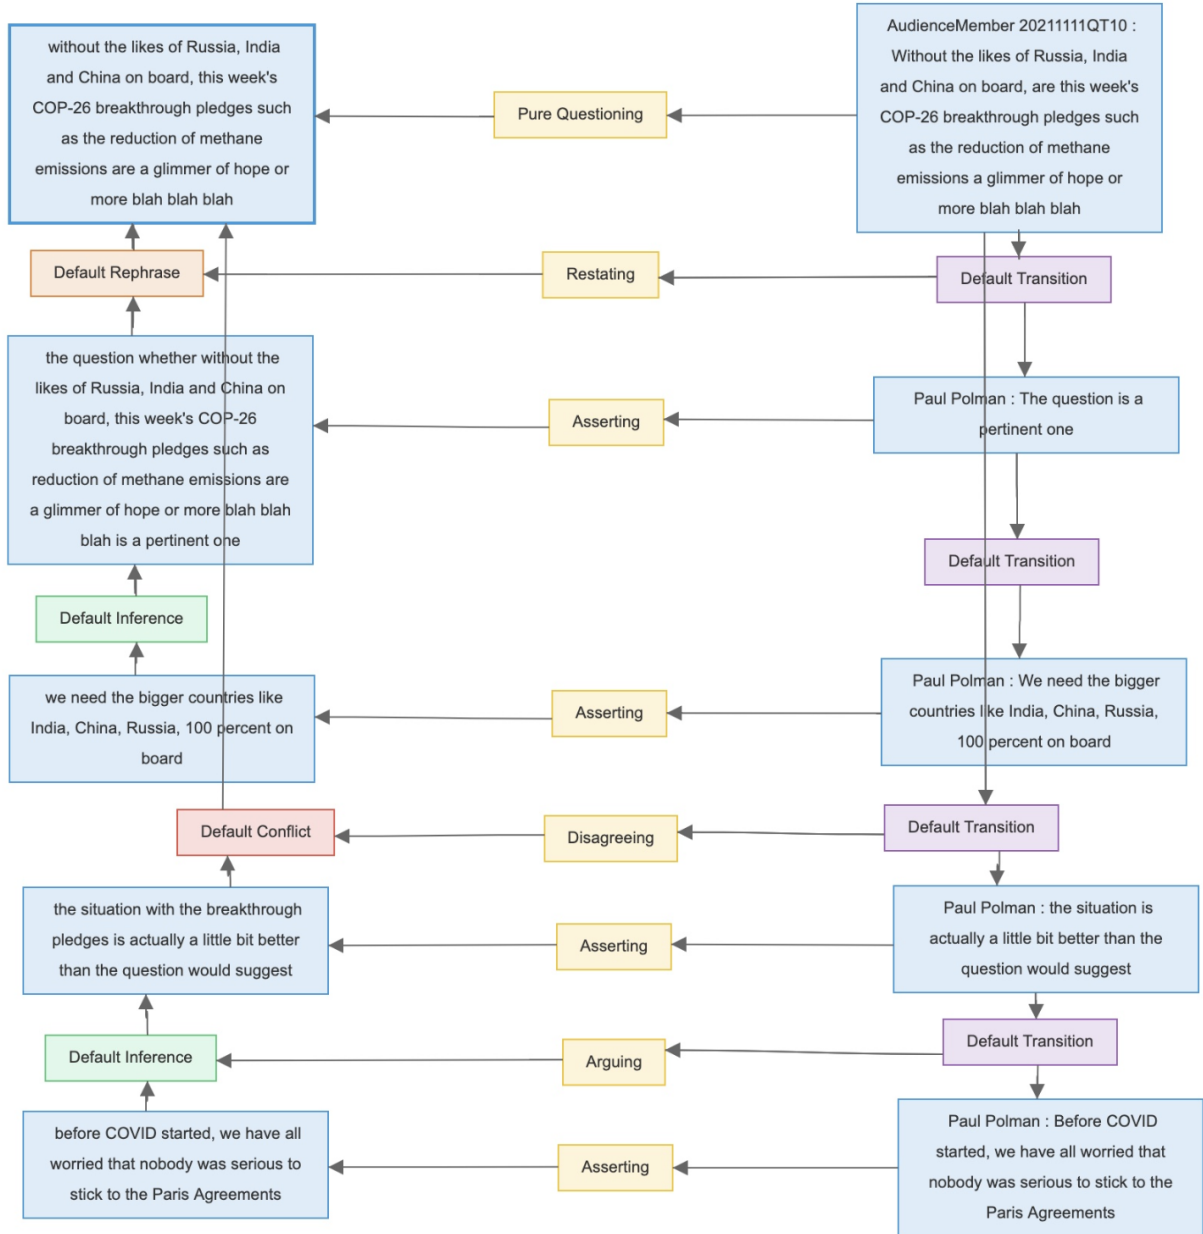 without the likes of Russia, India
and China on board, this week's
COP-26 breakthrough pledges such
as the reduction of methane
emissions are a glimmer of hope or
more blah blah blah
Pure Questioning
AudienceMember 20211111QT10 :
Without the likes of Russia, India
and China on board, are this week's
COP-26 breakthrough pledges such
as the reduction of methane
emissions a glimmer of hope or
more blah blah blah
Default Rephrase
Restating
Default Transition
the question whether without the
likes of Russia, India and China on
board, this week's COP-26
breakthrough pledges such as
reduction of methane emissions are
a glimmer of hope or more blah blah
blah is a pertinent one
Asserting
Paul Polman : The question is a
pertinent one
Default Transition
Default Inference
we need the bigger countries like
India, China, Russia, 100 percent on
board
Asserting
Paul Polman : We need the bigger
countries like India, China, Russia,
100 percent on board
Default Conflict
Disagreeing
Default Transition
the situation with the breakthrough
pledges is actually a little bit better
than the question would suggest
Asserting
Paul Polman : the situation is
actually a little bit better than the
question would suggest
Default Inference
Arguing
Default Transition
before COVID started, we have all
worried that nobody was serious to
stick to the Paris Agreements
Asserting
Paul Polman : Before COVID
started, we have all worried that
nobody was serious to stick to the
Paris Agreements